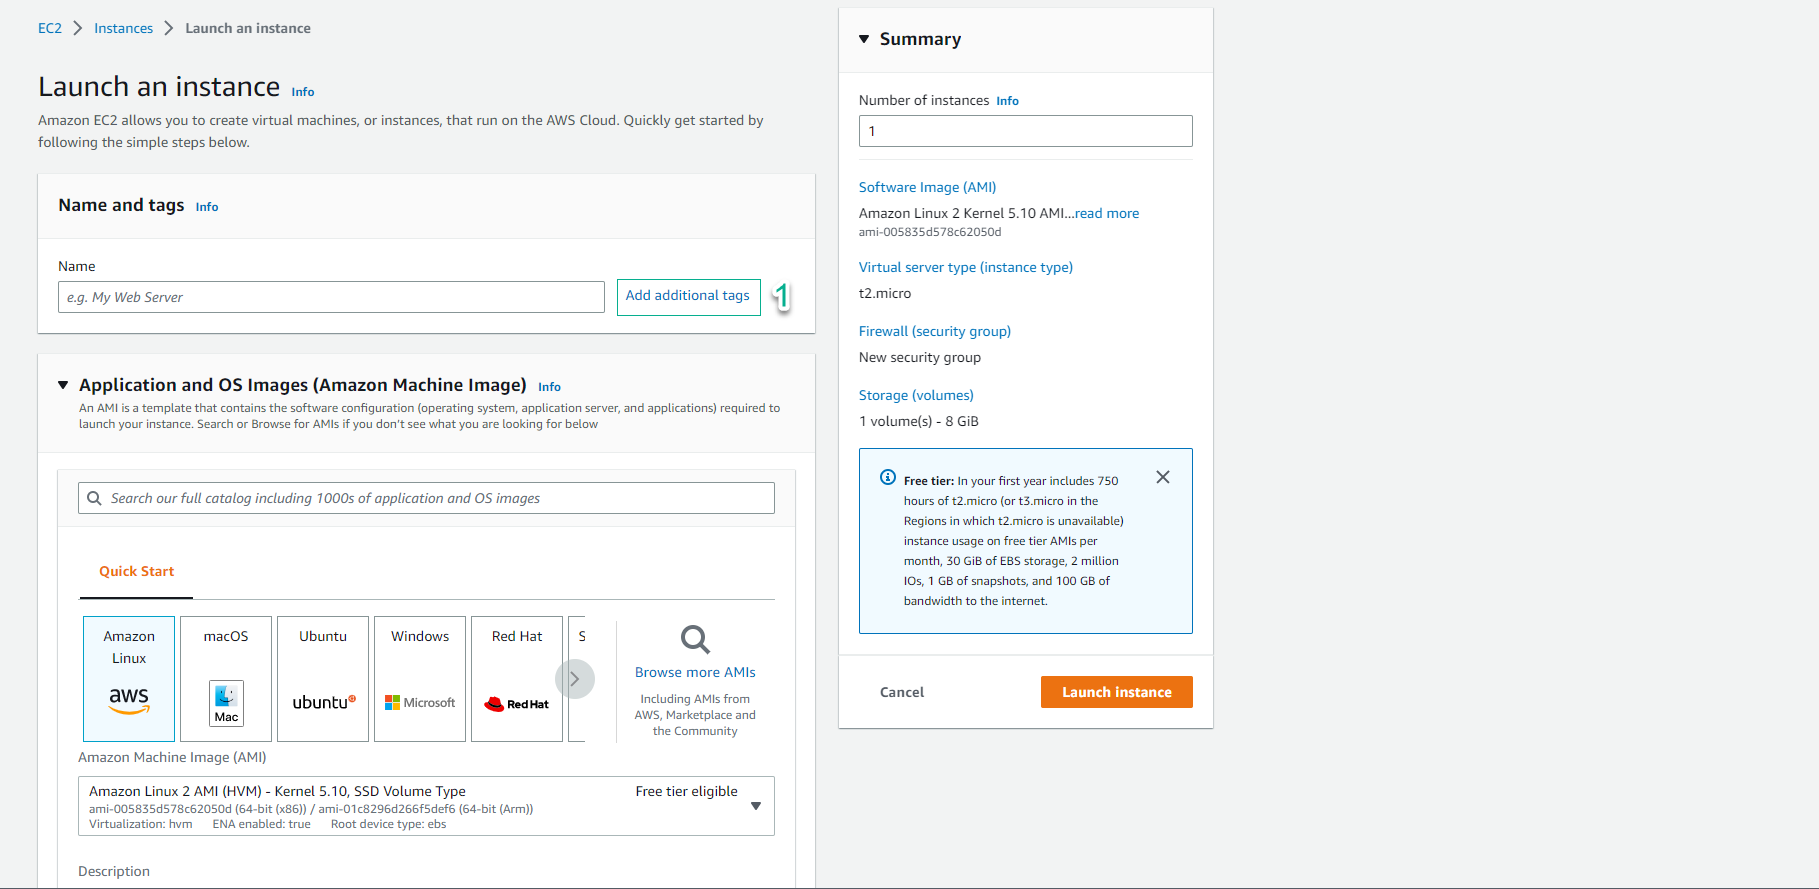 EC2 > Instances > Launch an instance
Launch an instance Info
Amazon EC2 allows you to create virtual machines, or instances, that run on the AWS Cloud. Quickly get started by
following the simple steps below.
Name and tags Info
Name
e.g. My Web Server
Add additional tags 1
Application and OS Images (Amazon Machine Image) Info
An AMI is a template that contains the software configuration (operating system, application server, and applications) required to
launch your instance. Search or Browse for AMIs if you don't see what you are looking for below
Search our full catalog including 1000s of application and OS images
Quick Start
Amazon
Linux
aws
macOS
Mac
Ubuntu
ubuntu
Windows
Microsoft
Red Hat
Red Hat
S
Browse more AMIs
Including AMIs from
AWS, Marketplace and
the Community
Amazon Machine Image (AMI)
Amazon Linux 2 AMI (HVM) - Kernel 5.10, SSD Volume Type
Free tier eligible
ami-005835d578c62050d (64-bit (x86)) / ami-01c8296d266f5def6 (64-bit (Arm))
Virtualization: hvm ENA enabled: true Root device type: ebs
Description
Summary
Number of instances Info
1
Software Image (AMI)
Amazon Linux 2 Kernel 5.10 AMI...read more
ami-005835d578c62050d
Virtual server type (instance type)
t2.micro
Firewall (security group)
New security group
Storage (volumes)
1 volume(s) - 8 GiB
Free tier: In your first year includes 750
hours of t2.micro (or t3.micro in the
Regions in which t2.micro is unavailable)
instance usage on free tier AMIs per
month, 30 GiB of EBS storage, 2 million
IOs, 1 GB of snapshots, and 100 GB of
bandwidth to the internet.
Cancel
Launch instance